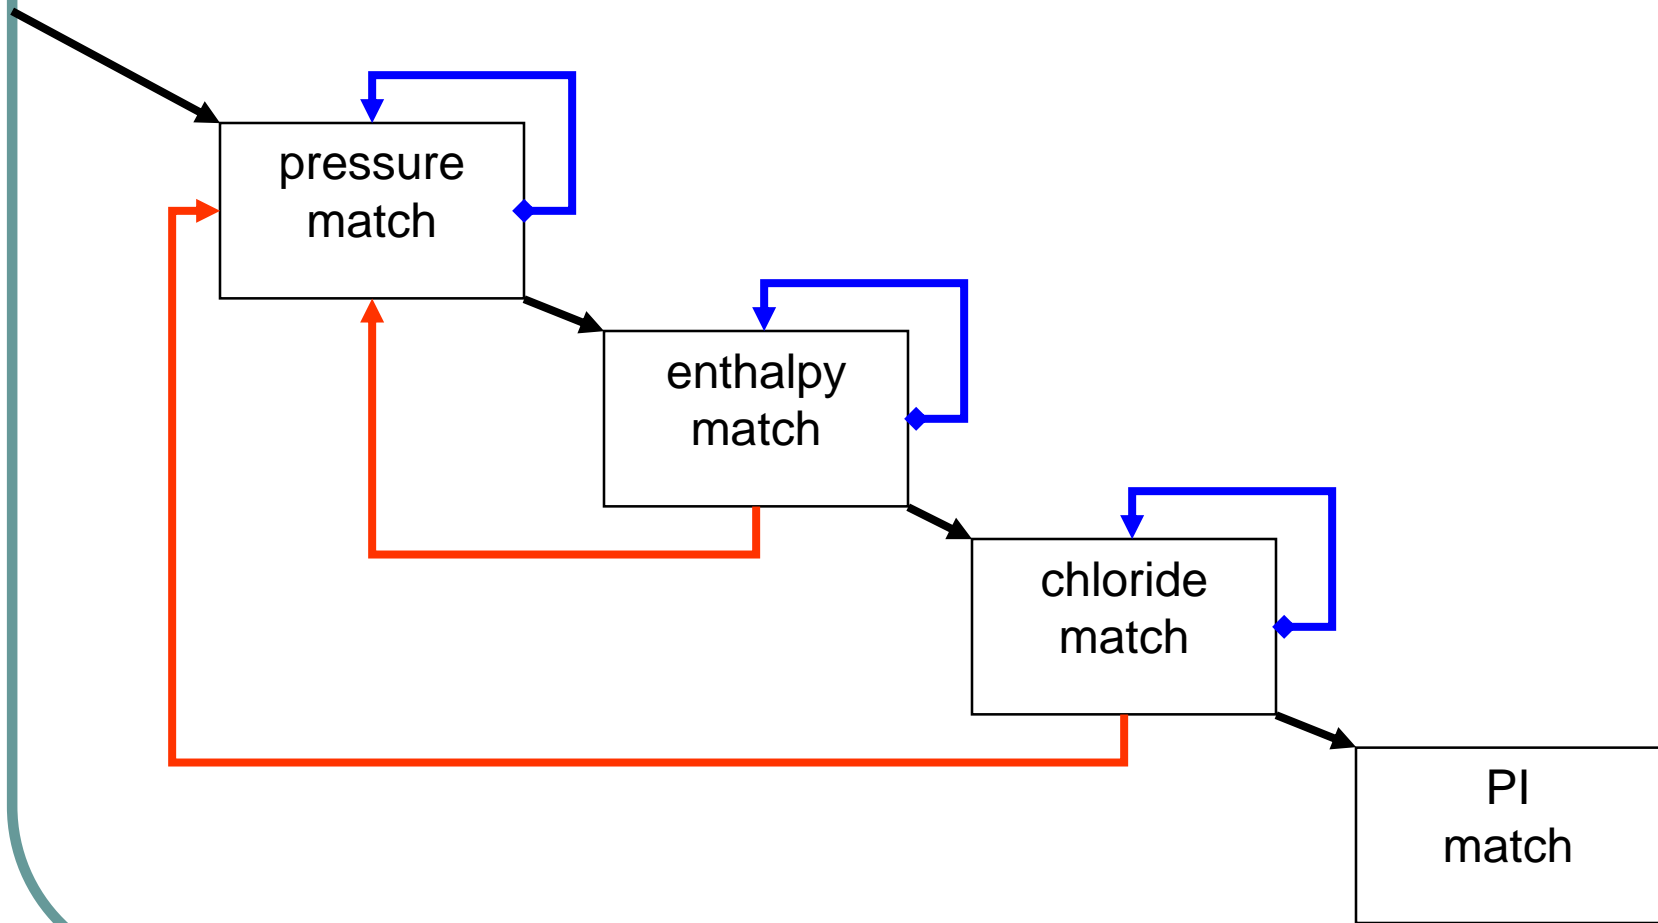 pressure
match
enthalpy
match
chloride
match
PI
match